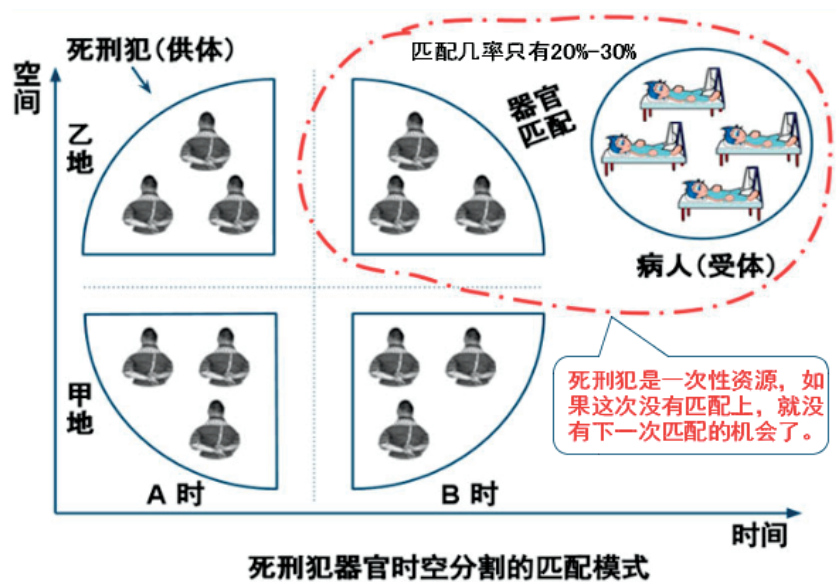 死刑犯(供体)
匹配几率只有20%-30%
空间
乙地
器官
匹配
病人(受体)
甲地
死刑犯是一次性资源，如
果这次没有匹配上，就没
有下一次匹配的机会了。
A 时
B 时
时间
死刑犯器官时空分割的匹配模式